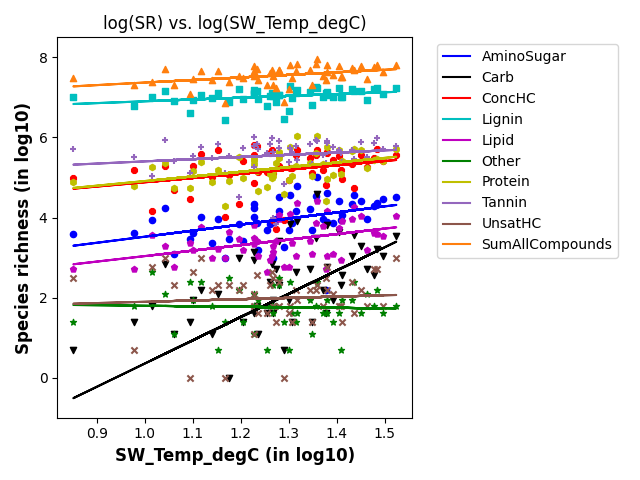 log(SR) vs. log(SW_Temp_degC)
Species richness (in log10)
8
6
4
2
0
0.9
1.0
1.1
1.2
1.3
1.4
1.5
SW_Temp_degC (in log10)
AminoSugar
Carb
ConcHC
Lignin
Lipid
Other
Protein
Tannin
UnsatHC
SumAllCompounds